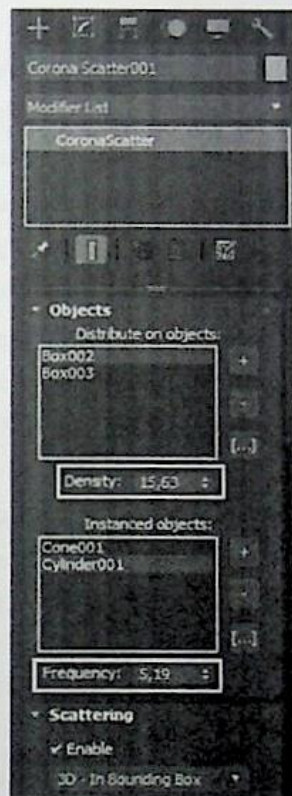 Corona Scatter001
Modifier List
CoronaScatter
Objects
Distribute on objects:
Box002
Box003
+
-
[...]
Density: 15,63
Instanced objects:
Cone001
Cylinder001
+
-
[...]
Frequency: 5,19
Scattering
Enable
3D - In Bounding Box